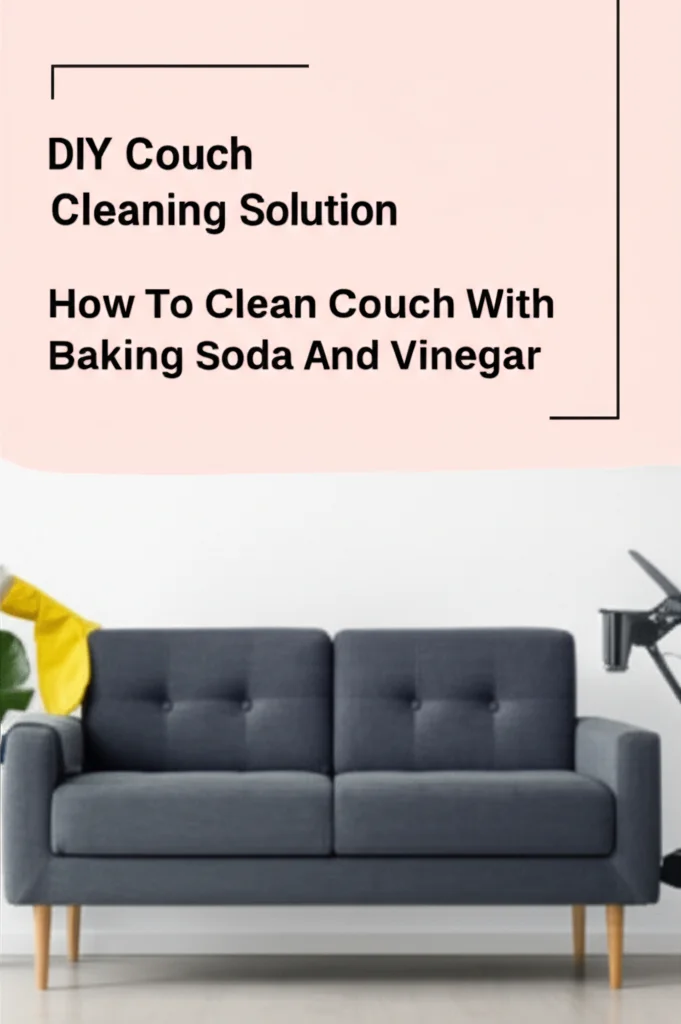 DIY Couch
Cleaning Solution
How To Clean Couch With
Baking Soda And Vinegar